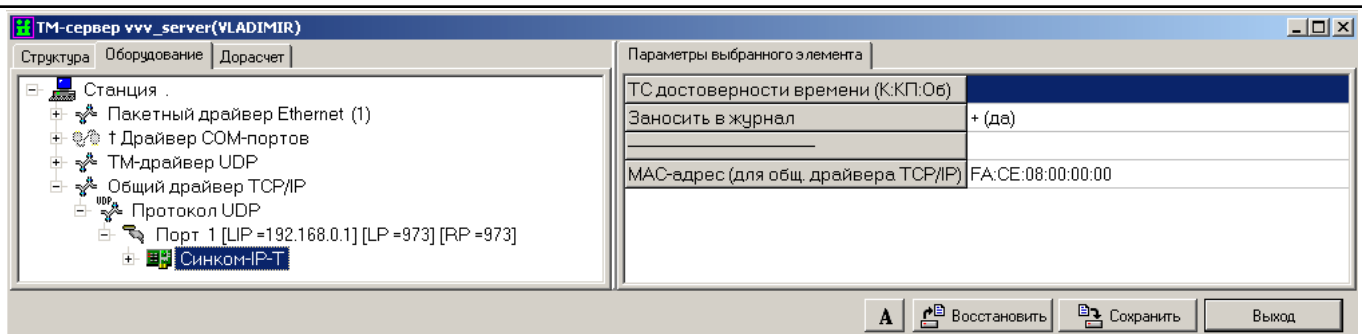 ТМ-сервер vvv_server(VLADIMIR)
Структура Оборудование Дорасчет
Станция .
Пакетный драйвер Ethernet (1)
† Драйвер COM-портов
ТМ-драйвер UDP
Общий драйвер TCP/IP
UDP Протокол UDP
Порт 1 [LIP =192.168.0.1] [LP =973] [RP =973]
Синком-IP-Т
Параметры выбранного элемента
ТС достоверности времени (К:КП:Об)
Заносить в журнал + (да)
MAC-адрес (для общ. драйвера TCP/IP) FA:CE:08:00:00:00
A Восстановить Сохранить Выход